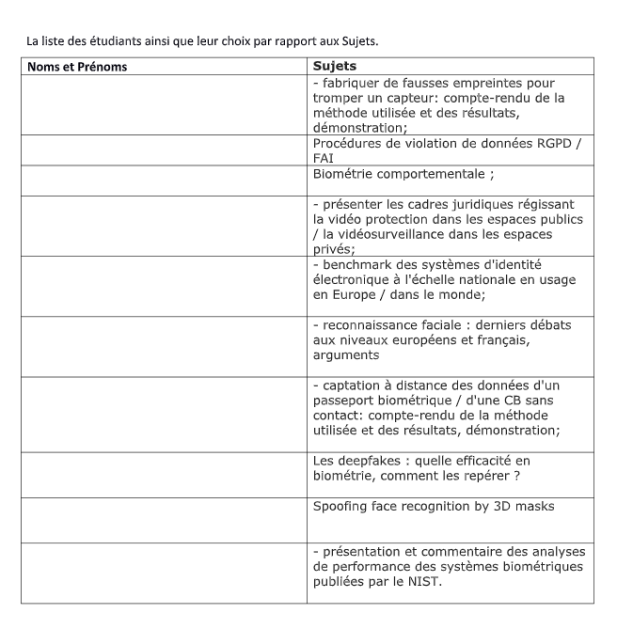 La liste des étudiants ainsi que leur choix par rapport aux Sujets.
Noms et Prénoms
Sujets
- fabriquer de fausses empreintes pour
tromper un capteur: compte-rendu de la
méthode utilisée et des résultats,
démonstration;
Procédures de violation de données RGPD /
FAI
Biométrie comportementale ;
- présenter les cadres juridiques régissant
la vidéo protection dans les espaces publics
/ la vidéosurveillance dans les espaces
privés;
- benchmark des systèmes d'identité
électronique à l'échelle nationale en usage
en Europe / dans le monde;
- reconnaissance faciale : derniers débats
aux niveaux européens et français,
arguments
- captation à distance des données d'un
passeport biométrique / d'une CB sans
contact: compte-rendu de la méthode
utilisée et des résultats, démonstration;
Les deepfakes : quelle efficacité en
biométrie, comment les repérer ?
Spoofing face recognition by 3D masks
- présentation et commentaire des analyses
de performance des systèmes biométriques
publiées par le NIST.